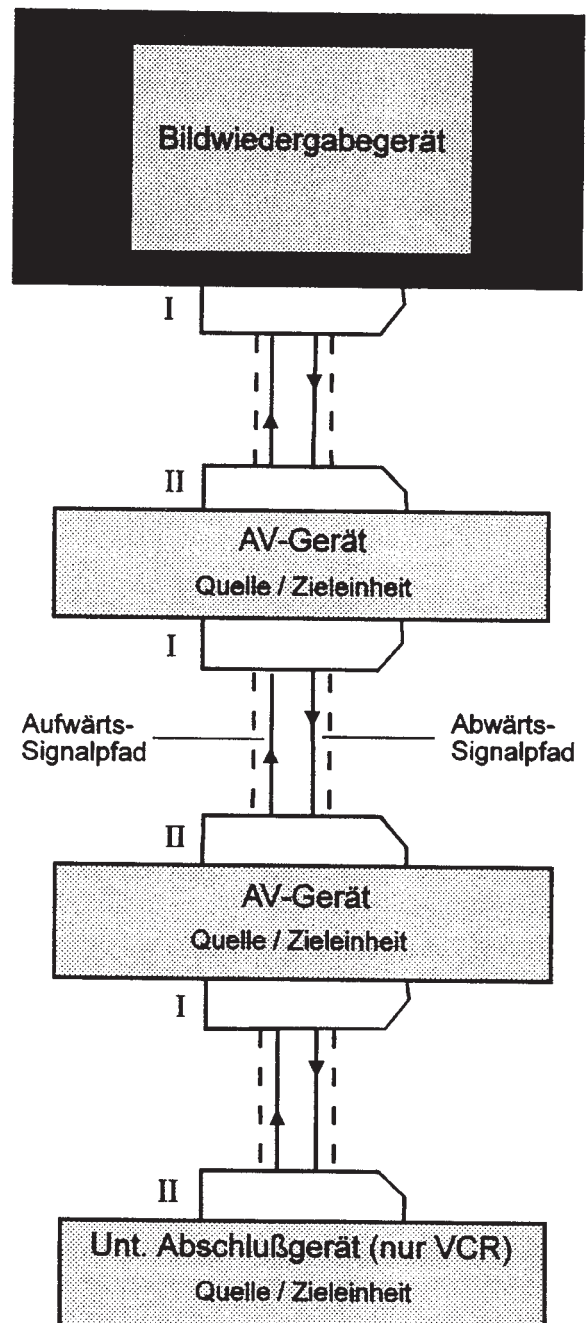 Bildwiedergabegerät
I
II
AV-Gerät
Quelle / Zieleinheit
I
Aufwärts-
Signalpfad
Abwärts-
Signalpfad
II
AV-Gerät
Quelle / Zieleinheit
I
II
Unt. Abschlußgerät (nur VCR)
Quelle / Zieleinheit